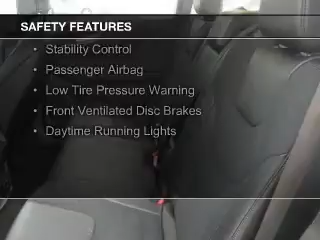 SAFETY FEATURES
• Stability Control
• Passenger Airbag
• Low Tire Pressure Warning
• Front Ventilated Disc Brakes
• Daytime Running Lights